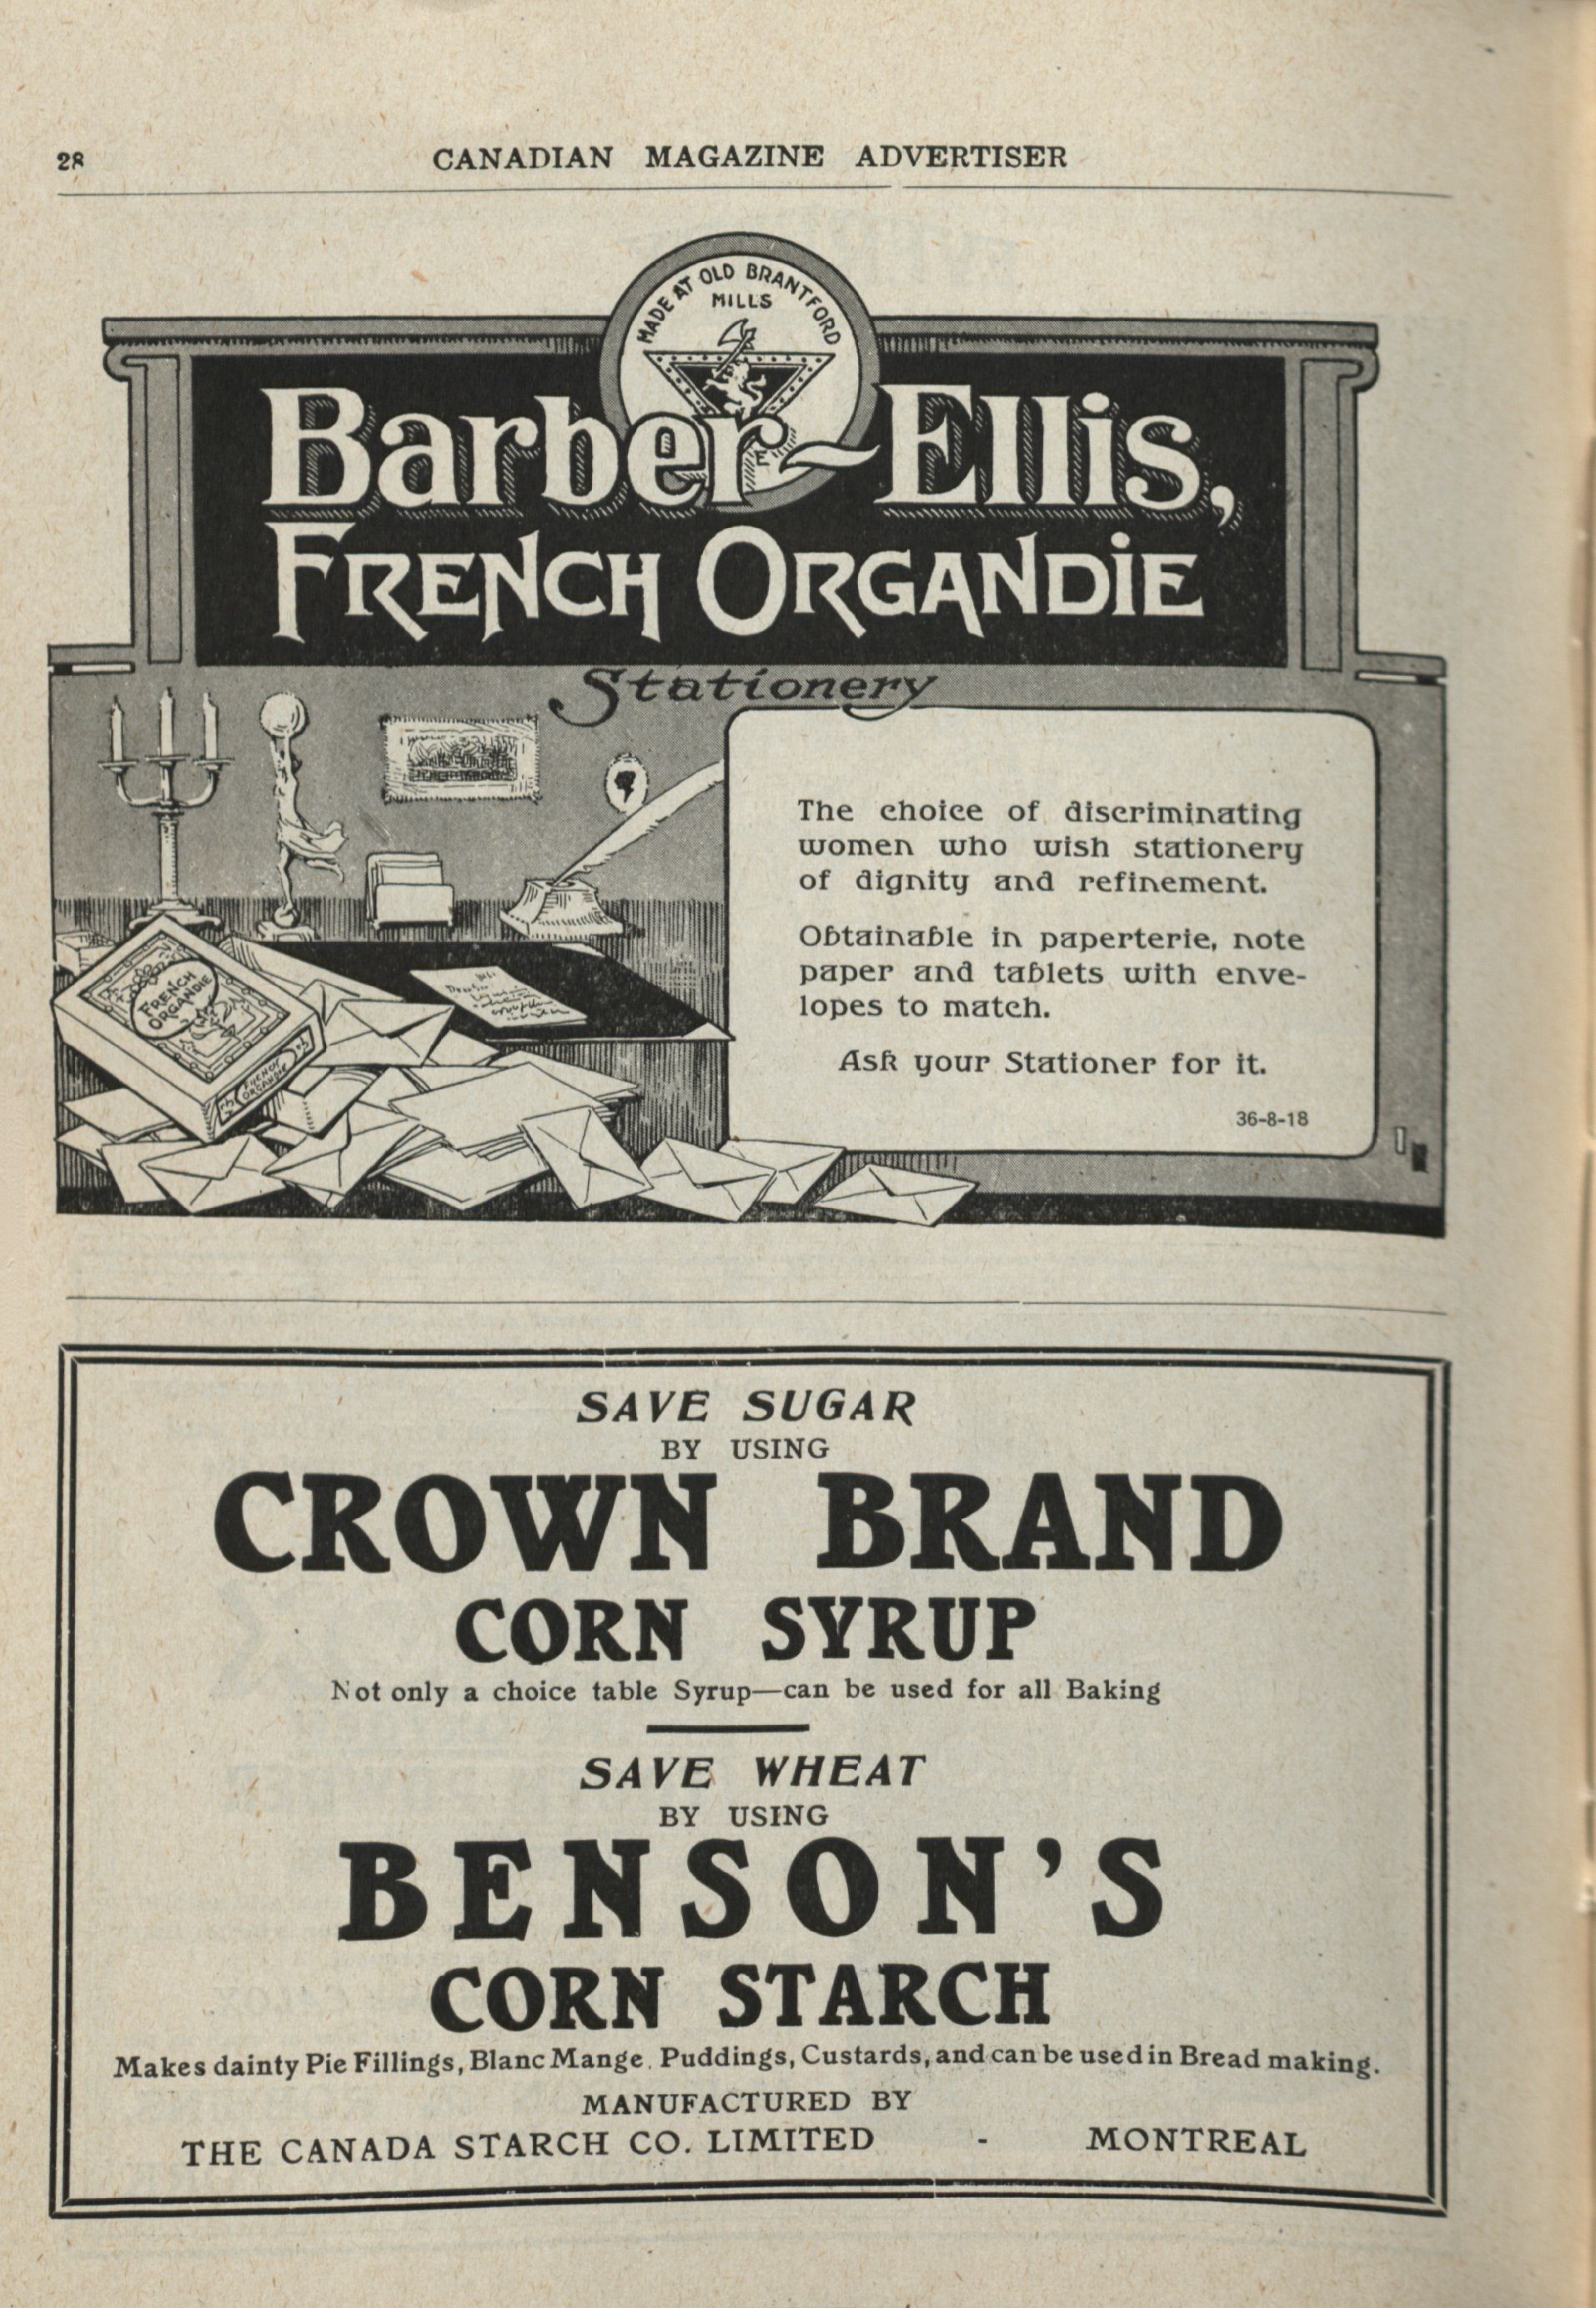 28
CANADIAN MAGAZINE ADVERTISER
MADE AT OLD BRANTFORD
MILLS
Barber-Ellis,
FRENCH ORGANDIE
Stationery
FRENCH
ORGANDIE
FRENCH
ORGANDIE
The choice of discriminating
women who wish stationery
of dignity and refinement.
Obtainable in paperterie, note
paper and tablets with enve-
lopes to match.
Ask your Stationer for it.
36-8-18
SAVE SUGAR
BY USING
CROWN BRAND
CORN SYRUP
Not only a choice table Syrup—can be used for all Baking
SAVE WHEAT
BY USING
BENSON'S
CORN STARCH
Makes dainty Pie Fillings, Blanc Mange, Puddings, Custards, and can be used in Bread making.
MANUFACTURED BY
THE CANADA STARCH CO. LIMITED - MONTREAL